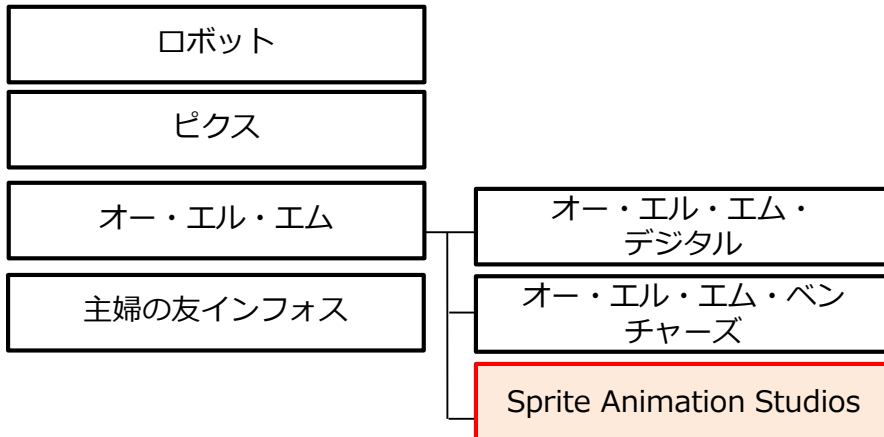 ロボット
ピクス
オー・エル・エム
主婦の友インフォス
オー・エル・エム・
デジタル
オー・エル・エム・ベン
チャーズ
Sprite Animation Studios